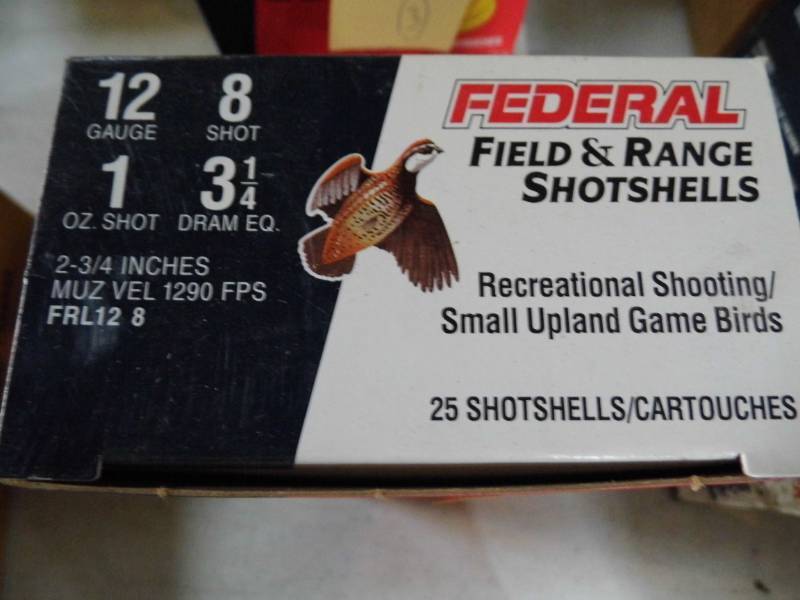 3
12 8
GAUGE SHOT
1 3 1/4
OZ. SHOT DRAM EQ.
2-3/4 INCHES
MUZ VEL 1290 FPS
FRL12 8
FEDERAL
FIELD & RANGE
SHOTSHELLS
Recreational Shooting/
Small Upland Game Birds
25 SHOTSHELLS/CARTOUCHES